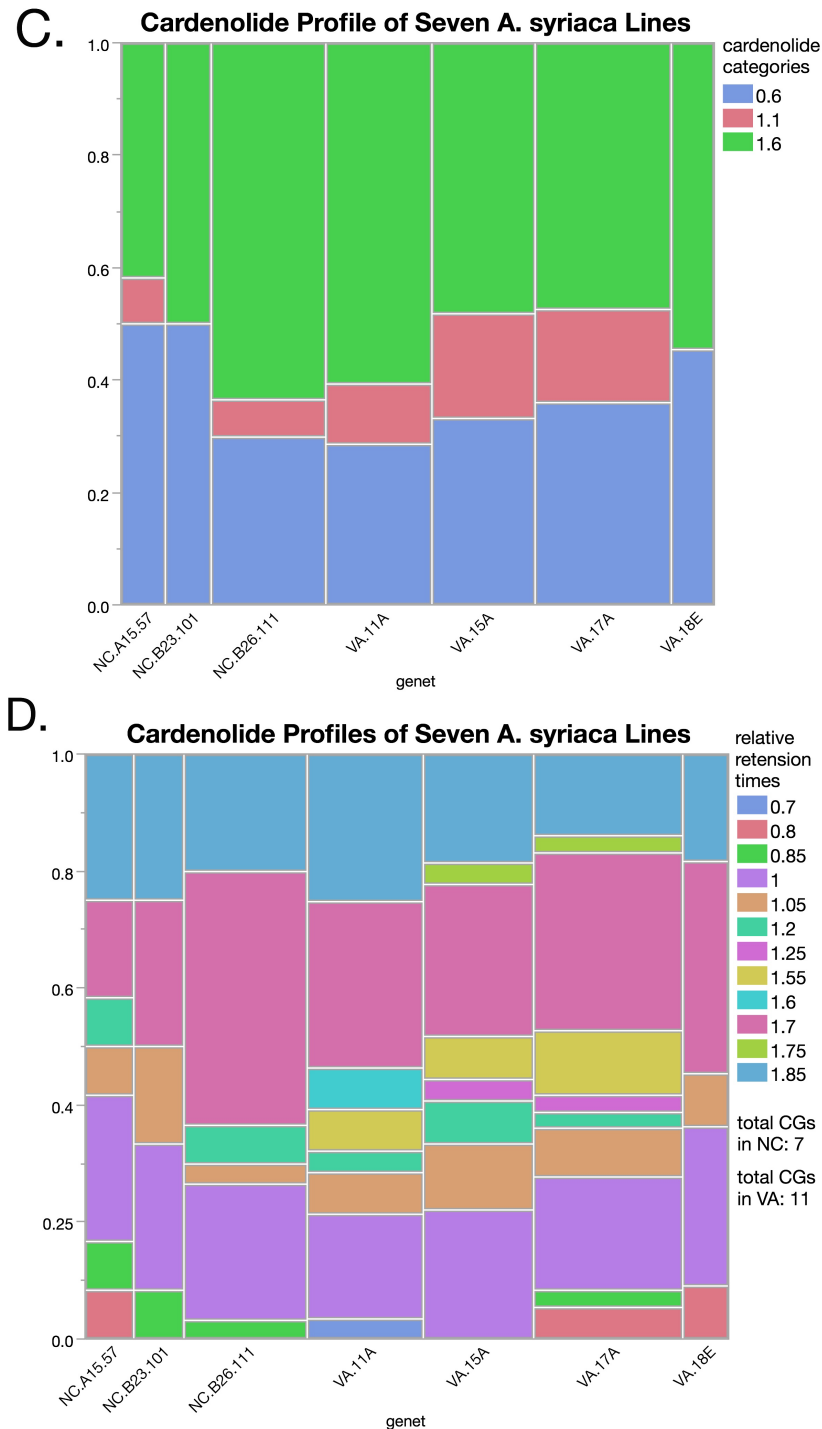 C.
Cardenolide Profile of Seven A. syriaca Lines
cardenolide
categories
0.6
1.1
1.6
1.0
0.8
0.6
0.4
0.2
0.0
NC.A15.57
NC.B23.101
NC.B26.111
VA.11A
VA.15A
VA.17A
VA.18E
genet
D.
Cardenolide Profiles of Seven A. syriaca Lines
relative
retension
times
0.7
0.8
0.85
1
1.05
1.2
1.25
1.55
1.6
1.7
1.75
1.85
total CGs
in NC: 7
total CGs
in VA: 11
1.0
0.8
0.6
0.4
0.25
0.0
NC.A15.57
NC.B23.101
NC.B26.111
VA.11A
VA.15A
VA.17A
VA.18E
genet